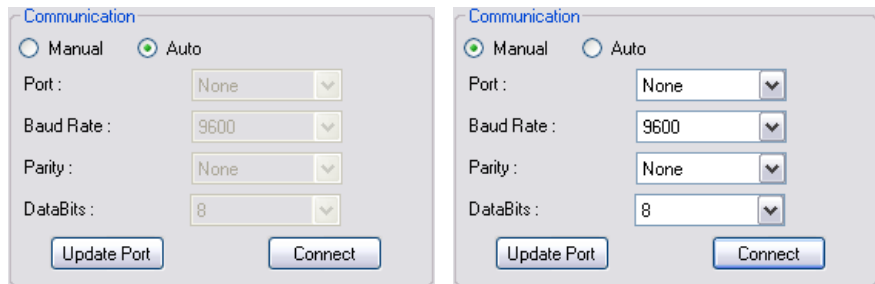 Communication
Manual Auto
Port :
None
Baud Rate :
9600
Parity :
None
DataBits :
8
Update Port Connect
Communication
Manual Auto
Port :
None
Baud Rate :
9600
Parity :
None
DataBits :
8
Update Port Connect